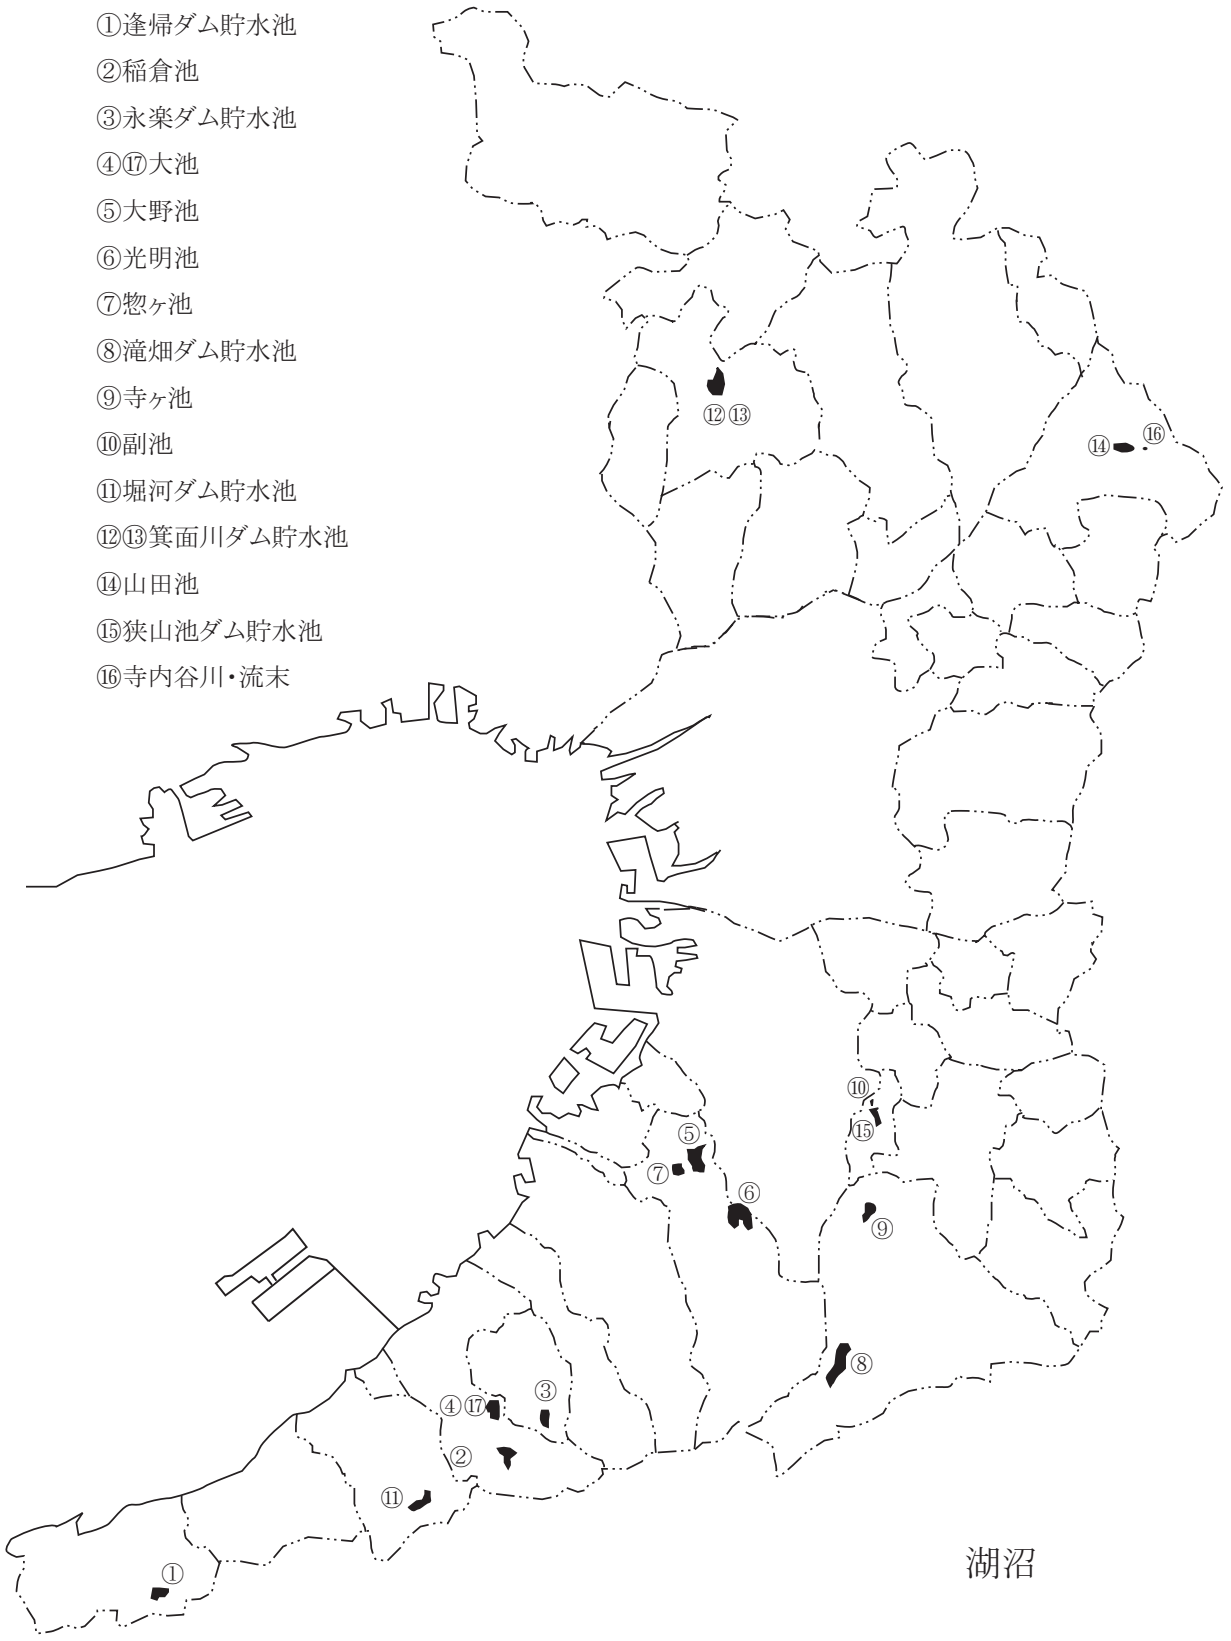 ①逢帰ダム貯水池
②稲倉池
③永楽ダム貯水池
④⑰大池
⑤大野池
⑥光明池
⑦惣ヶ池
⑧滝畑ダム貯水池
⑨寺ヶ池
⑩副池
⑪堀河ダム貯水池
⑫⑬箕面川ダム貯水池
⑭山田池
⑮狭山池ダム貯水池
⑯寺内谷川・流末
⑫⑬
⑭
⑯
⑩
⑮
⑤
⑦
⑥
⑨
⑧
③
④⑰
②
⑪
①
湖沼